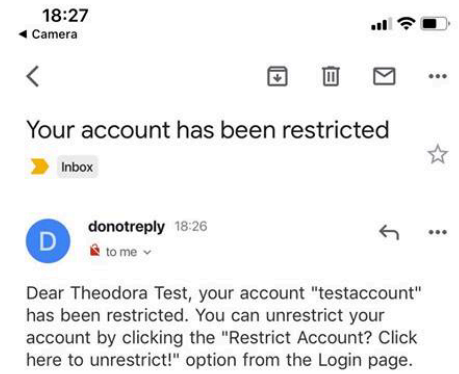 18:27
Camera
Your account has been restricted
Inbox
D
donotreply 18:26
to me
Dear Theodora Test, your account "testaccount"
has been restricted. You can unrestrict your
account by clicking the "Restrict Account? Click
here to unrestrict!" option from the Login page.